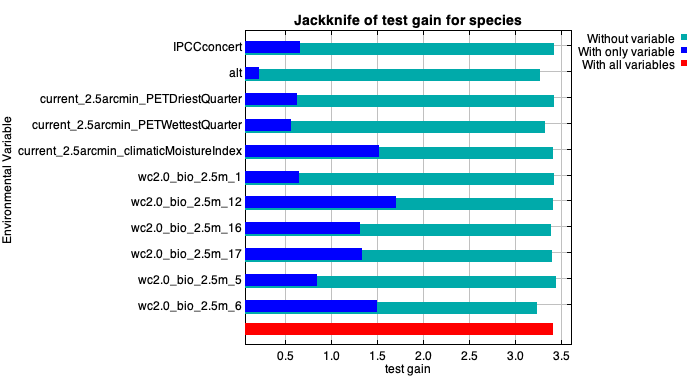 Jackknife of test gain for species
Without variable
With only variable
With all variables
Environmental Variable
IPCCconcert
alt
current_2.5arcmin_PETDriestQuarter
current_2.5arcmin_PETWettestQuarter
current_2.5arcmin_climaticMoistureIndex
wc2.0_bio_2.5m_1
wc2.0_bio_2.5m_12
wc2.0_bio_2.5m_16
wc2.0_bio_2.5m_17
wc2.0_bio_2.5m_5
wc2.0_bio_2.5m_6
0.5 1.0 1.5 2.0 2.5 3.0 3.5
test gain